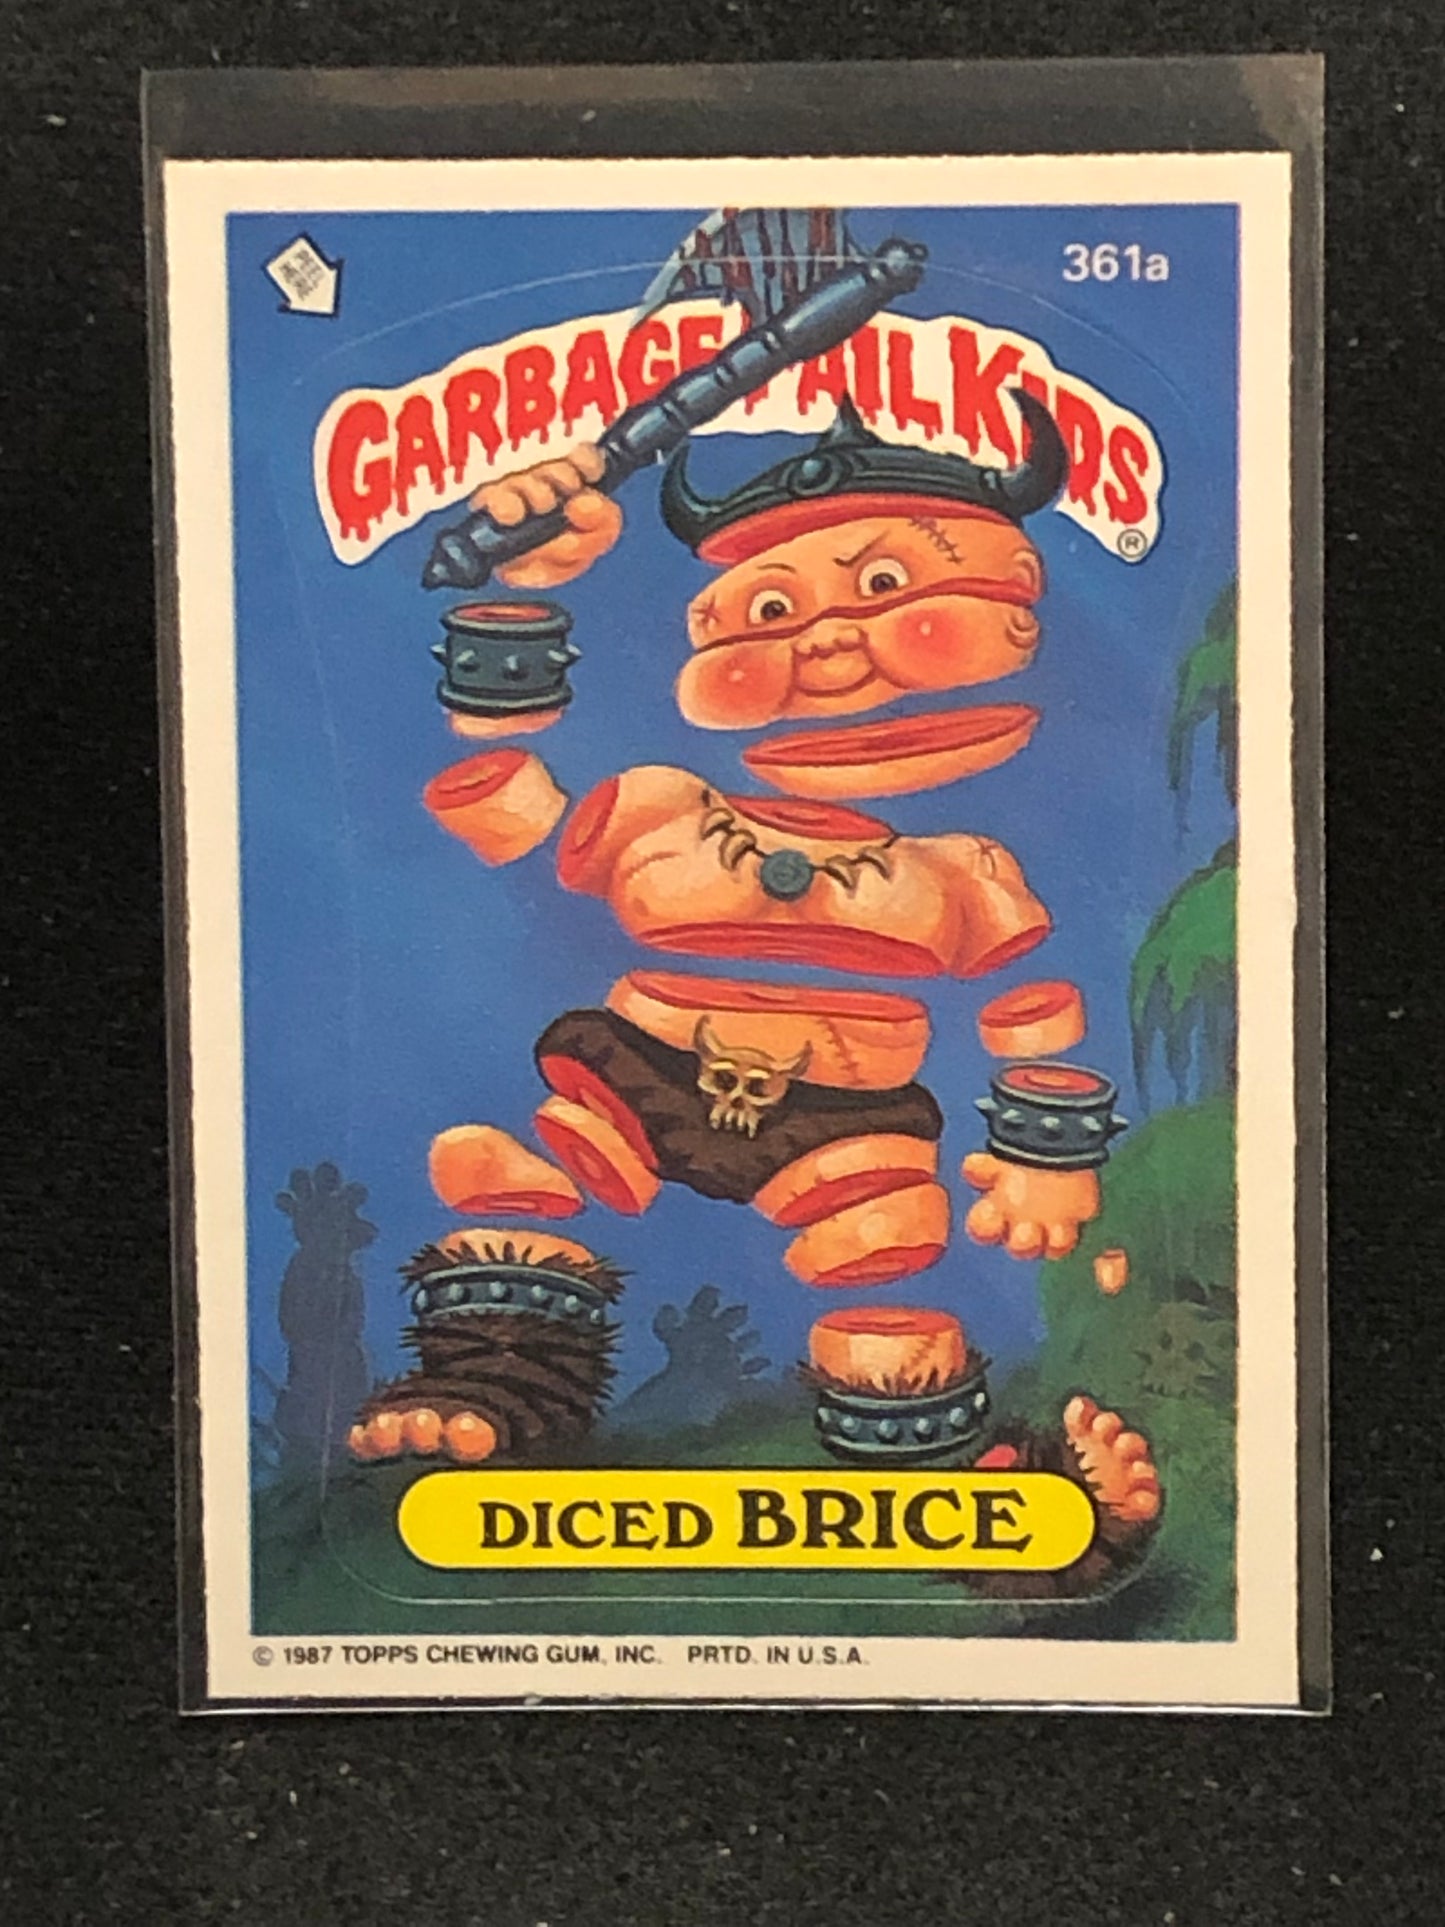 361a
GARBAGE PAIL KIDS
®
DICED BRICE
© 1987 TOPPS CHEWING GUM, INC. PRTD. IN U.S.A.